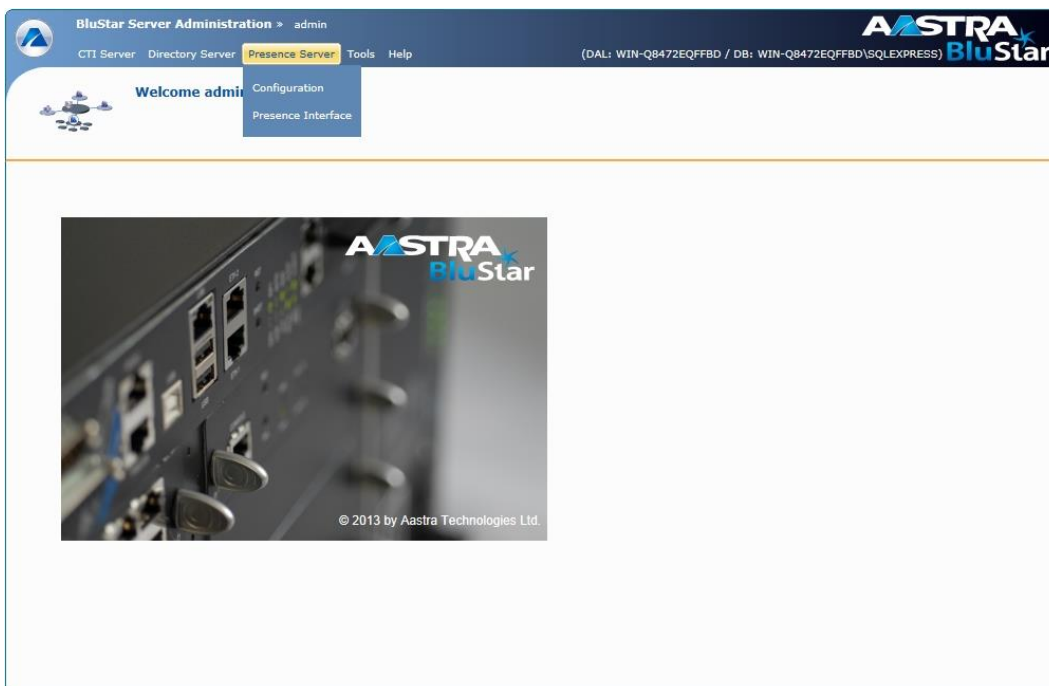 BluStar Server Administration » admin
AASTRA
BluStar
CTI Server Directory Server Presence Server Tools Help
(DAL: WIN-Q8472EQFFBD / DB: WIN-Q8472EQFFBD\SQLEXPRESS)
Welcome admi
Configuration
Presence Interface
AASTRA
BluStar
© 2013 by Aastra Technologies Ltd.